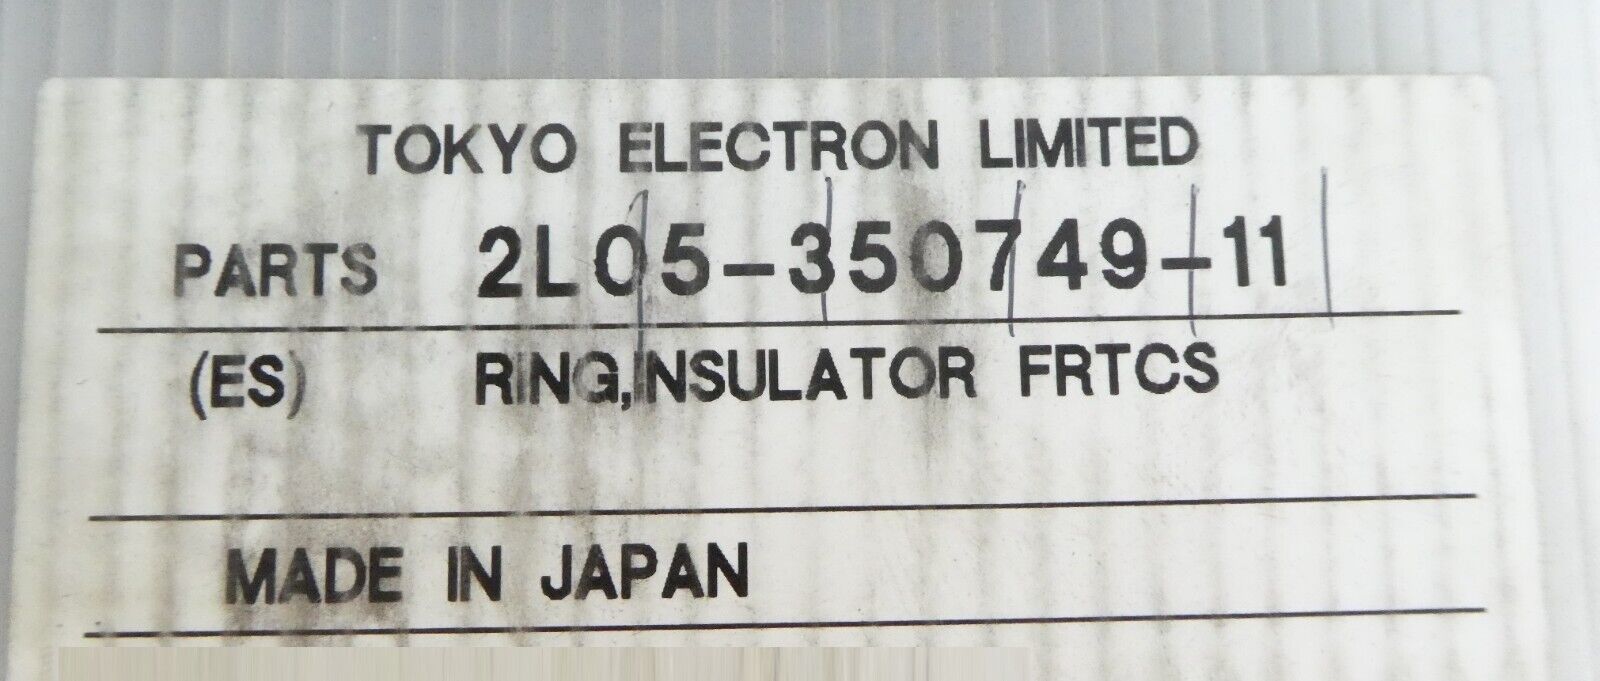 TOKYO ELECTRON LIMITED
PARTS 2L05-350749-11
(ES) RING,INSULATOR FRTCS
MADE IN JAPAN